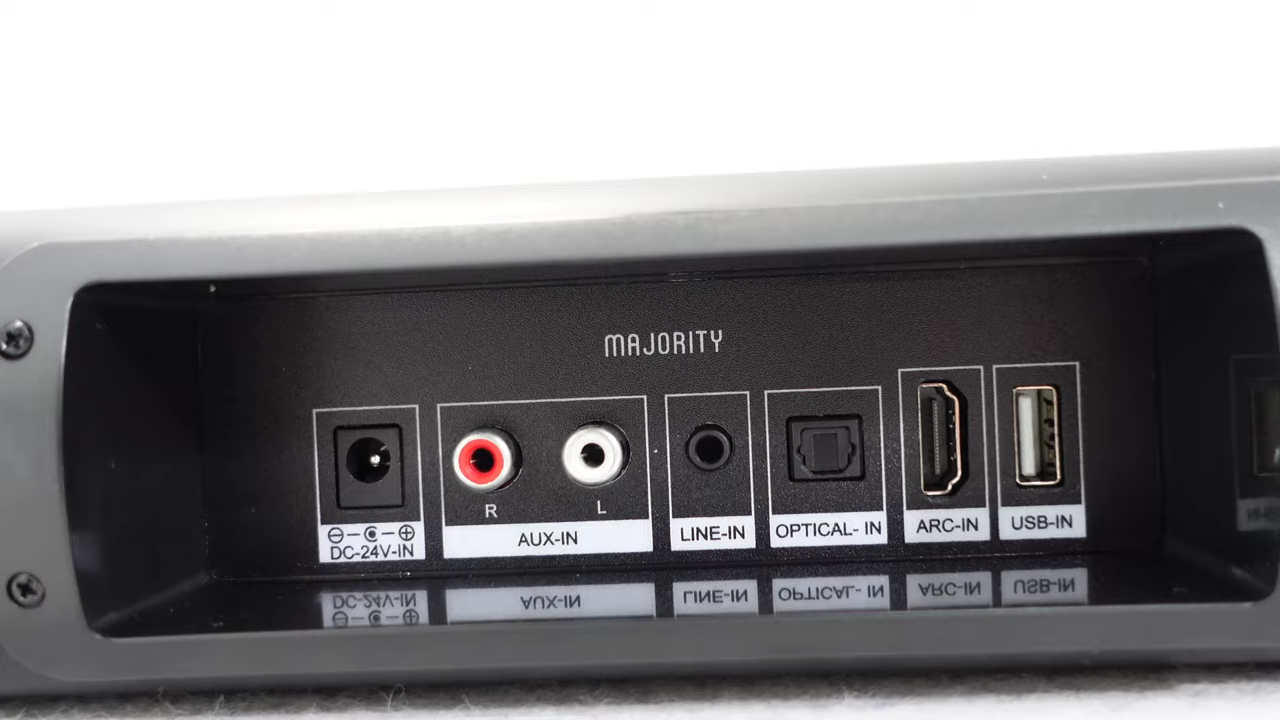 MAJORITY
R
L
DC-24V-IN
AUX-IN
LINE-IN
OPTICAL- IN
ARC-IN
USB-IN